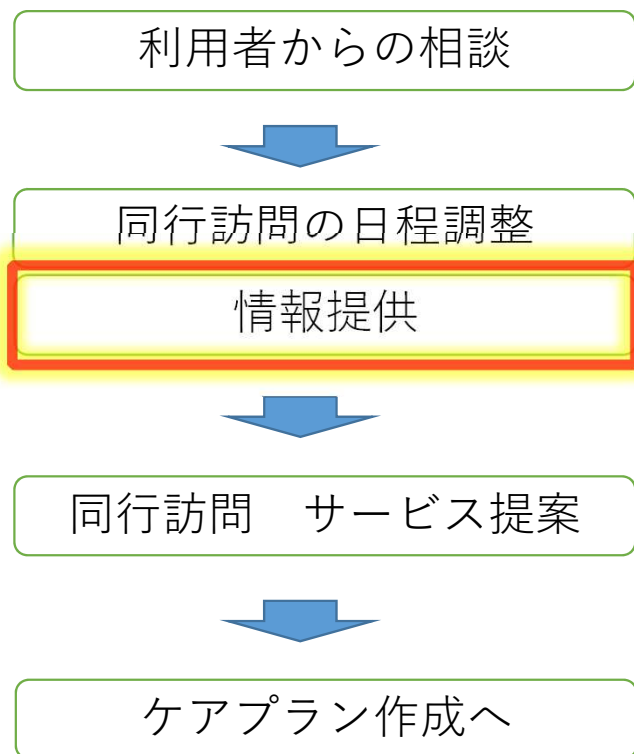 利用者からの相談
同行訪問の日程調整
情報提供
同行訪問　サービス提案
ケアプラン作成へ